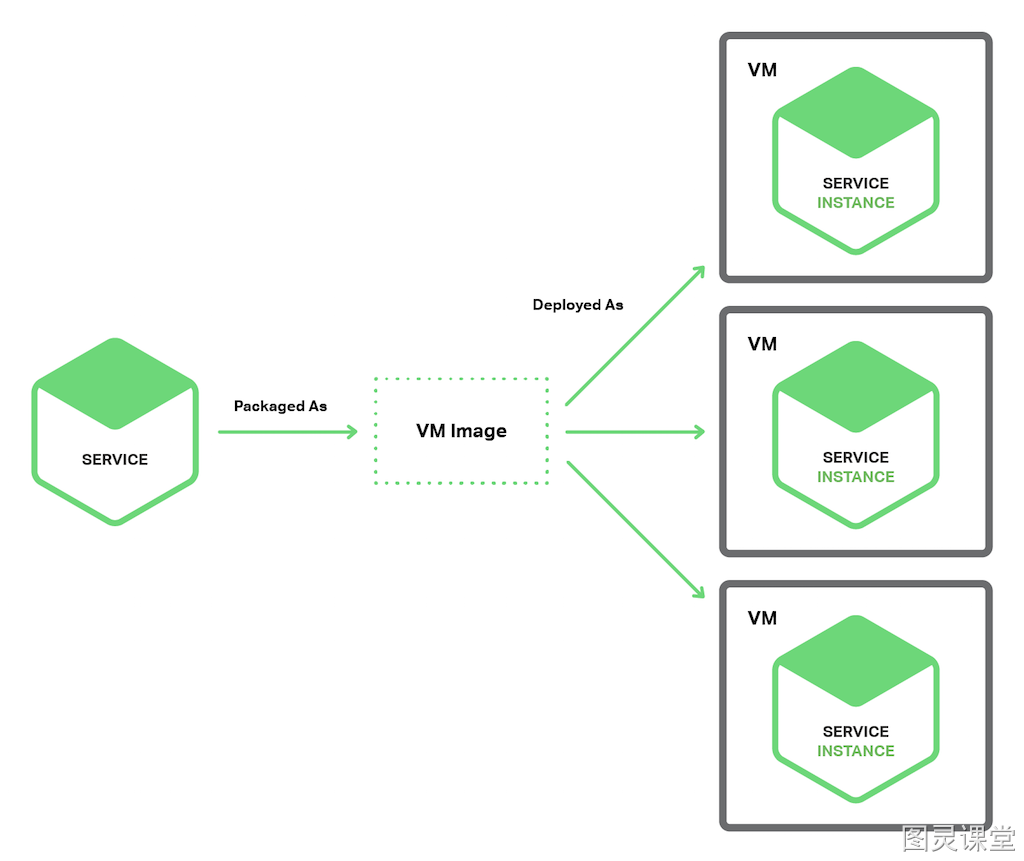 SERVICE
Packaged As
VM Image
Deployed As
VM
SERVICE
INSTANCE
VM
SERVICE
INSTANCE
VM
SERVICE
INSTANCE
图灵课堂